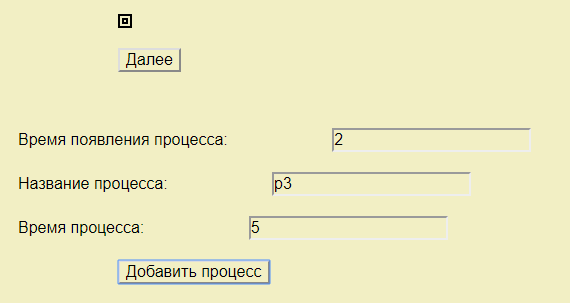 Далее
Время появления процесса: 2
Название процесса: p3
Время процесса: 5
Добавить процесс